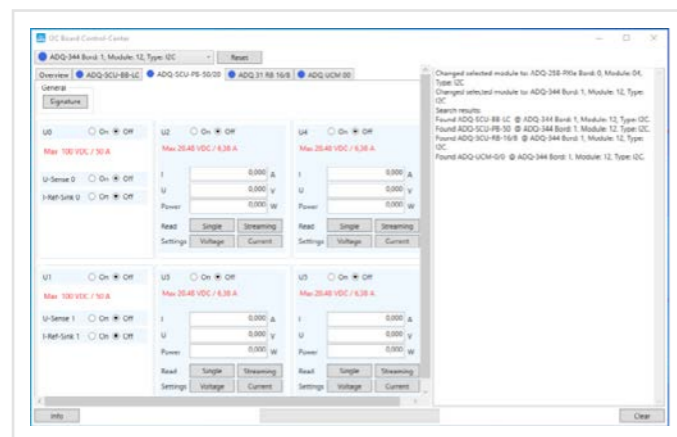 I2C Board Control-Center
ADQ-344 Bord: 1, Module: 12, Type: I2C
Reset
Overview
ADQ-SCU-BB-LC
ADQ-SCU-PB-50/20
ADQ 31 RB 16/8
ADQ UCM 00
General
Signature
U0 On Off
Max 100 VDC / 50 A
U-Sense 0 On Off
I-Ref-Sink 0 On Off
U2 On Off
Max 20.48 VDC / 6,38 A
I 0,000 A
U 0,000 V
Power 0,000 W
Read Single Streaming
Settings Voltage Current
U4 On Off
Max 20.48 VDC / 6,38 A
I 0,000 A
U 0,000 V
Power 0,000 W
Read Single Streaming
Settings Voltage Current
U1 On Off
Max 100 VDC / 50 A
U-Sense 1 On Off
I-Ref-Sink 1 On Off
U3 On Off
Max 20.48 VDC / 6,38 A
I 0,000 A
U 0,000 V
Power 0,000 W
Read Single Streaming
Settings Voltage Current
On Off
Max 20.48 VDC / 6,38 A
I 0,000 A
U 0,000 V
Power 0,000 W
Read Single Streaming
Settings Voltage Current
Changed selected module to: ADQ-258-PXIe Bord: 0, Module: 04,
Type: I2C
Changed selected module to: ADQ-344 Bord: 1, Module: 12, Type:
I2C
Search results:
Found ADQ-SCU-BB-LC @ ADQ-344 Bord: 1, Module: 12, Type: I2C.
Found ADQ-SCU-PB-50 @ ADQ-344 Bord: 1, Module: 12, Type: I2C.
Found ADQ-SCU-RB-16/8 @ ADQ-344 Bord: 1, Module: 12, Type:
I2C.
Found ADQ-UCM-0/0 @ ADQ-344 Bord: 1, Module: 12, Type: I2C.
Info
Clear